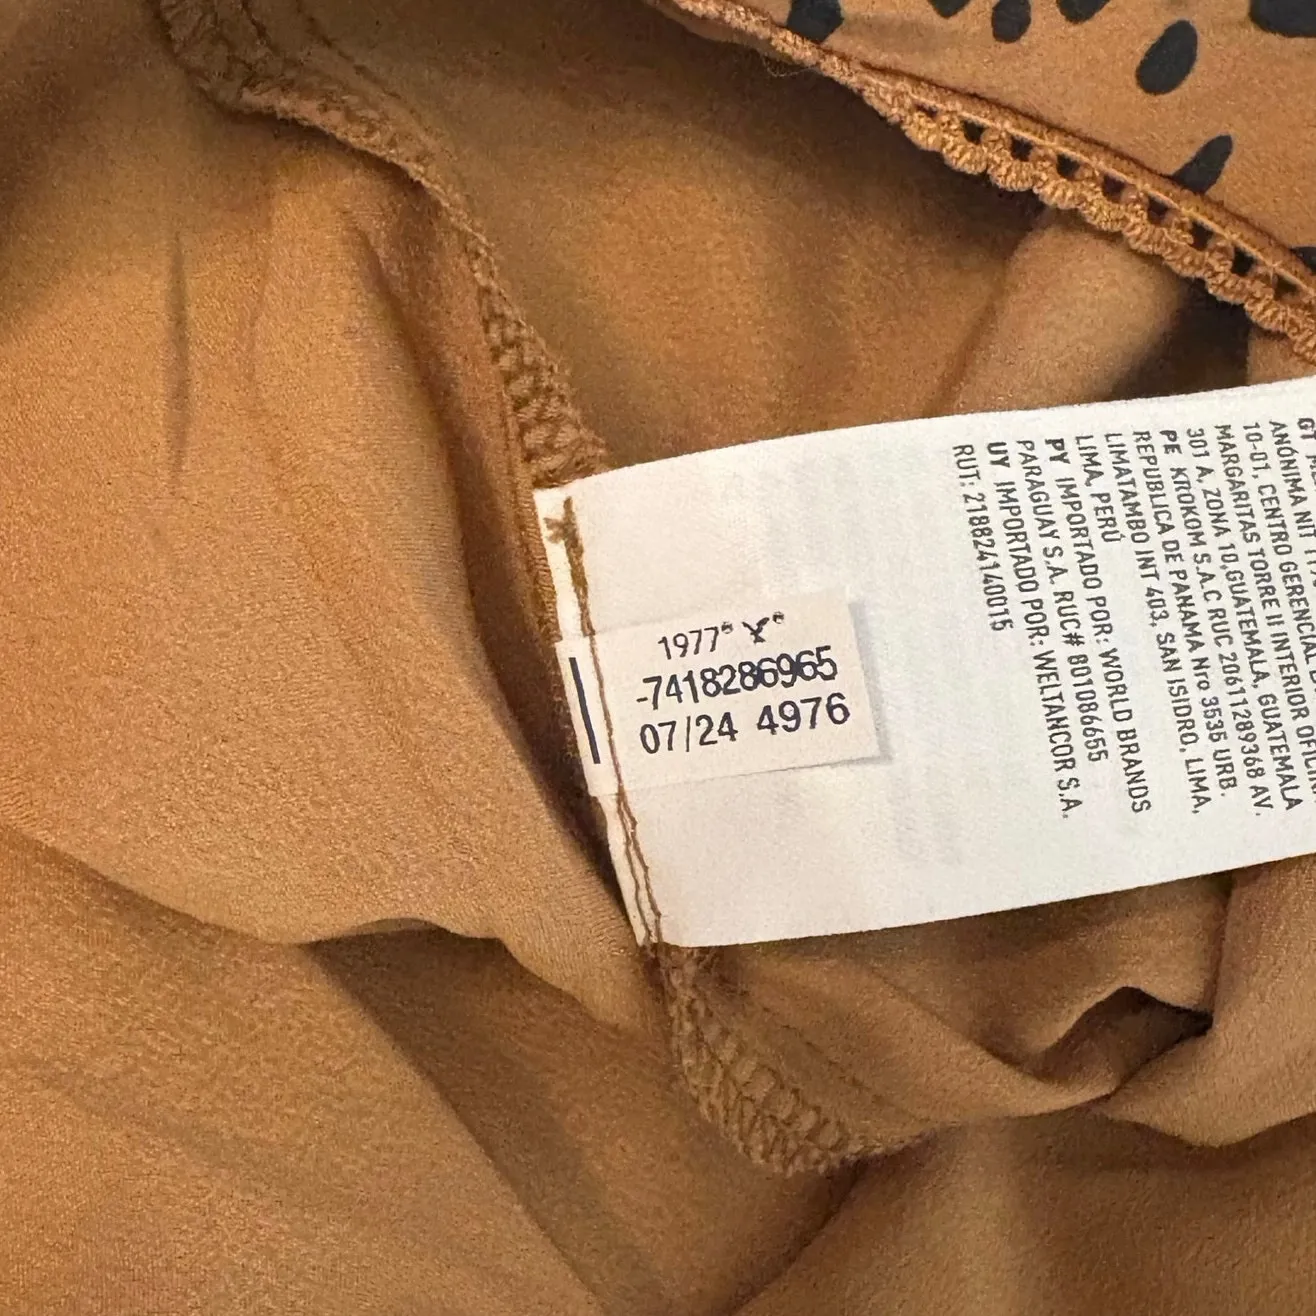 1977
-7418286965
07/24 4976
ANÓNIMA NIT
10-01, CENTRO GERENCIAL
MARGARITAS TORRE II INTERIOR
301 A, ZONA 10,GUATEMALA, GUATEMALA
PE KROKOM S.A.C RUC 20611289368 AV.
REPUBLICA DE PANAMA Nro 3535 URB.
LIMATAMBO INT 403, SAN ISIDRO, LIMA,
LIMA, PERÚ
PY IMPORTADO POR: WORLD BRANDS
PARAGUAY S.A. RUC# 801086655
UY IMPORTADO POR: WELTANCOR S.A.
RUT: 218824140015